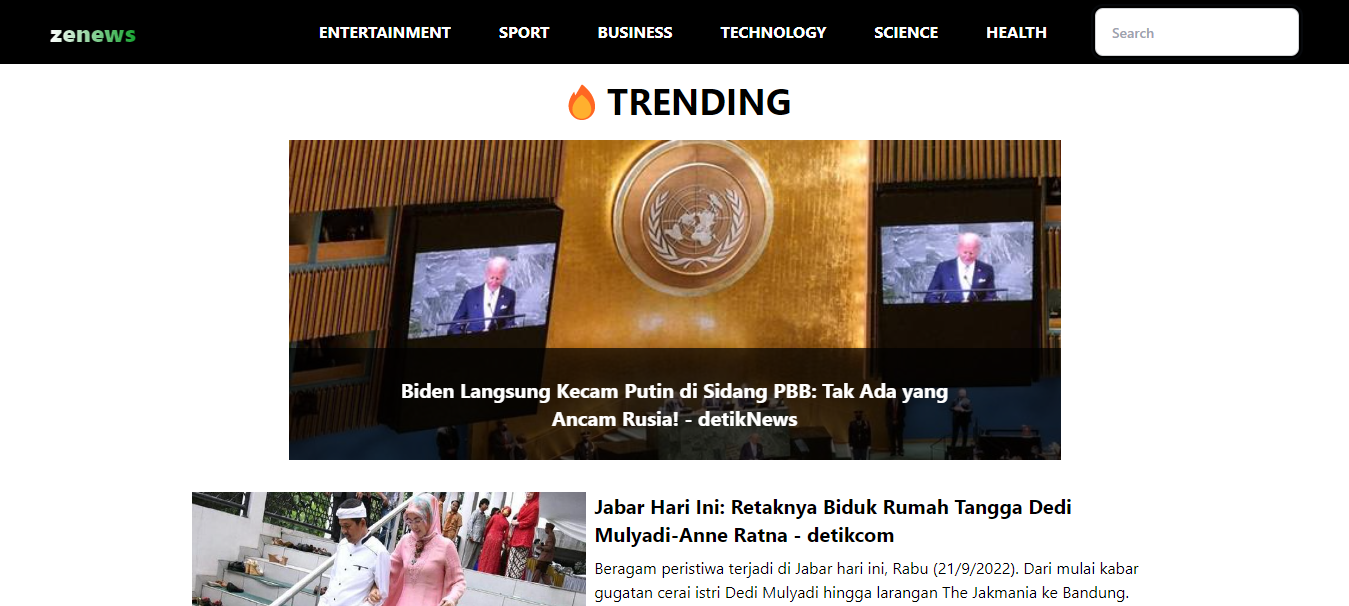 zenews
ENTERTAINMENT SPORT BUSINESS TECHNOLOGY SCIENCE HEALTH Search
TRENDING
Biden Langsung Kecam Putin di Sidang PBB: Tak Ada yang
Ancam Rusia! - detikNews
Jabar Hari Ini: Retaknya Biduk Rumah Tangga Dedi
Mulyadi-Anne Ratna - detikcom
Beragam peristiwa terjadi di Jabar hari ini, Rabu (21/9/2022). Dari mulai kabar
gugatan cerai istri Dedi Mulyadi hingga larangan The Jakmania ke Bandung.